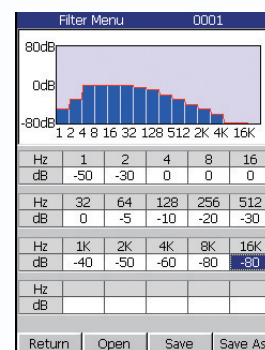 Filter Menu 0001
80dB
0dB
-80dB
1 2 4 8 16 32 128 512 2K 4K 16K
Hz 1 2 4 8 16
dB -50 -30 0 0 0
Hz 32 64 128 256 512
dB 0 -5 -10 -20 -30
Hz 1K 2K 4K 8K 16K
dB -40 -50 -60 -80 -80
Hz
dB
Return Open Save Save As